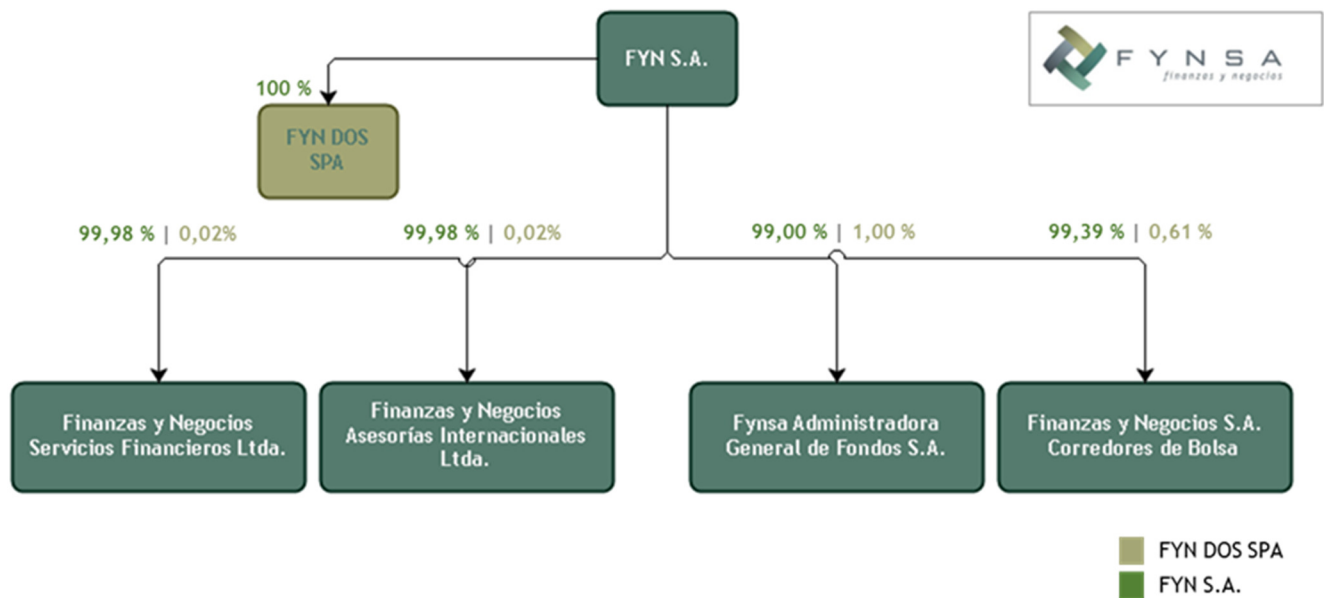 FYN S.A.
FYNSA
finanzas y negocios
100 %
FYN DOS
SPA
99,98 % | 0,02%
99,98 % | 0,02%
99,00 % | 1,00 %
99,39 % | 0,61 %
Finanzas y Negocios
Servicios Financieros Ltda.
Finanzas y Negocios
Asesorías Internacionales
Ltda.
Fynsa Administradora
General de Fondos S.A.
Finanzas y Negocios S.A.
Corredores de Bolsa
FYN DOS SPA
FYN S.A.